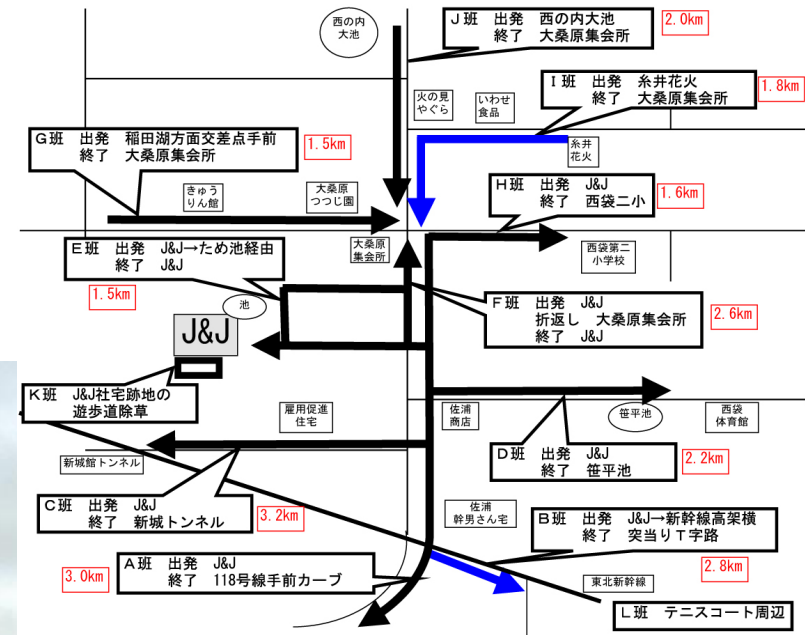 西の内
大池
J班 出発 西の内大池
終了 大桑原集会所
2.0km
火の見
やぐら
いわせ
食品
I班 出発 糸井花火
終了 大桑原集会所
1.8km
G班 出発 稲田湖方面交差点手前
終了 大桑原集会所
1.5km
糸井
花火
きゅう
りん館
大桑原
つつじ園
H班 出発 J&J
終了 西袋二小
1.6km
E班 出発 J&J→ため池経由
終了 J&J
1.5km
大桑原
集会所
西袋第二
小学校
池
J&J
F班 出発 J&J
折返し 大桑原集会所
終了 J&J
2.6km
K班 J&J社宅跡地の
遊歩道除草
雇用促進
住宅
佐浦
商店
笹平池
西袋
体育館
新城館トンネル
D班 出発 J&J
終了 笹平池
2.2km
C班 出発 J&J
終了 新城トンネル
3.2km
佐浦
幹男さん宅
B班 出発 J&J→新幹線高架横
突当りT字路
2.8km
A班 出発 J&J
終了 118号線手前カーブ
3.0km
東北新幹線
L班 テニスコート周辺